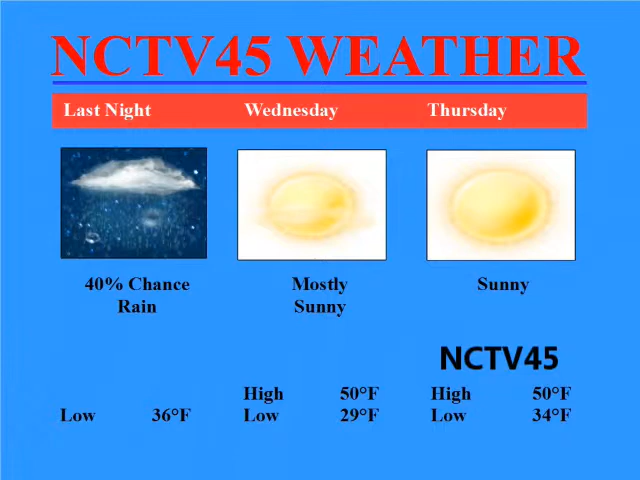 NCTV45 WEATHER
Last Night Wednesday Thursday
40% Chance Mostly Sunny
Rain Sunny
NCTV45
High 50°F High 50°F
Low 36°F Low 29°F Low 34°F